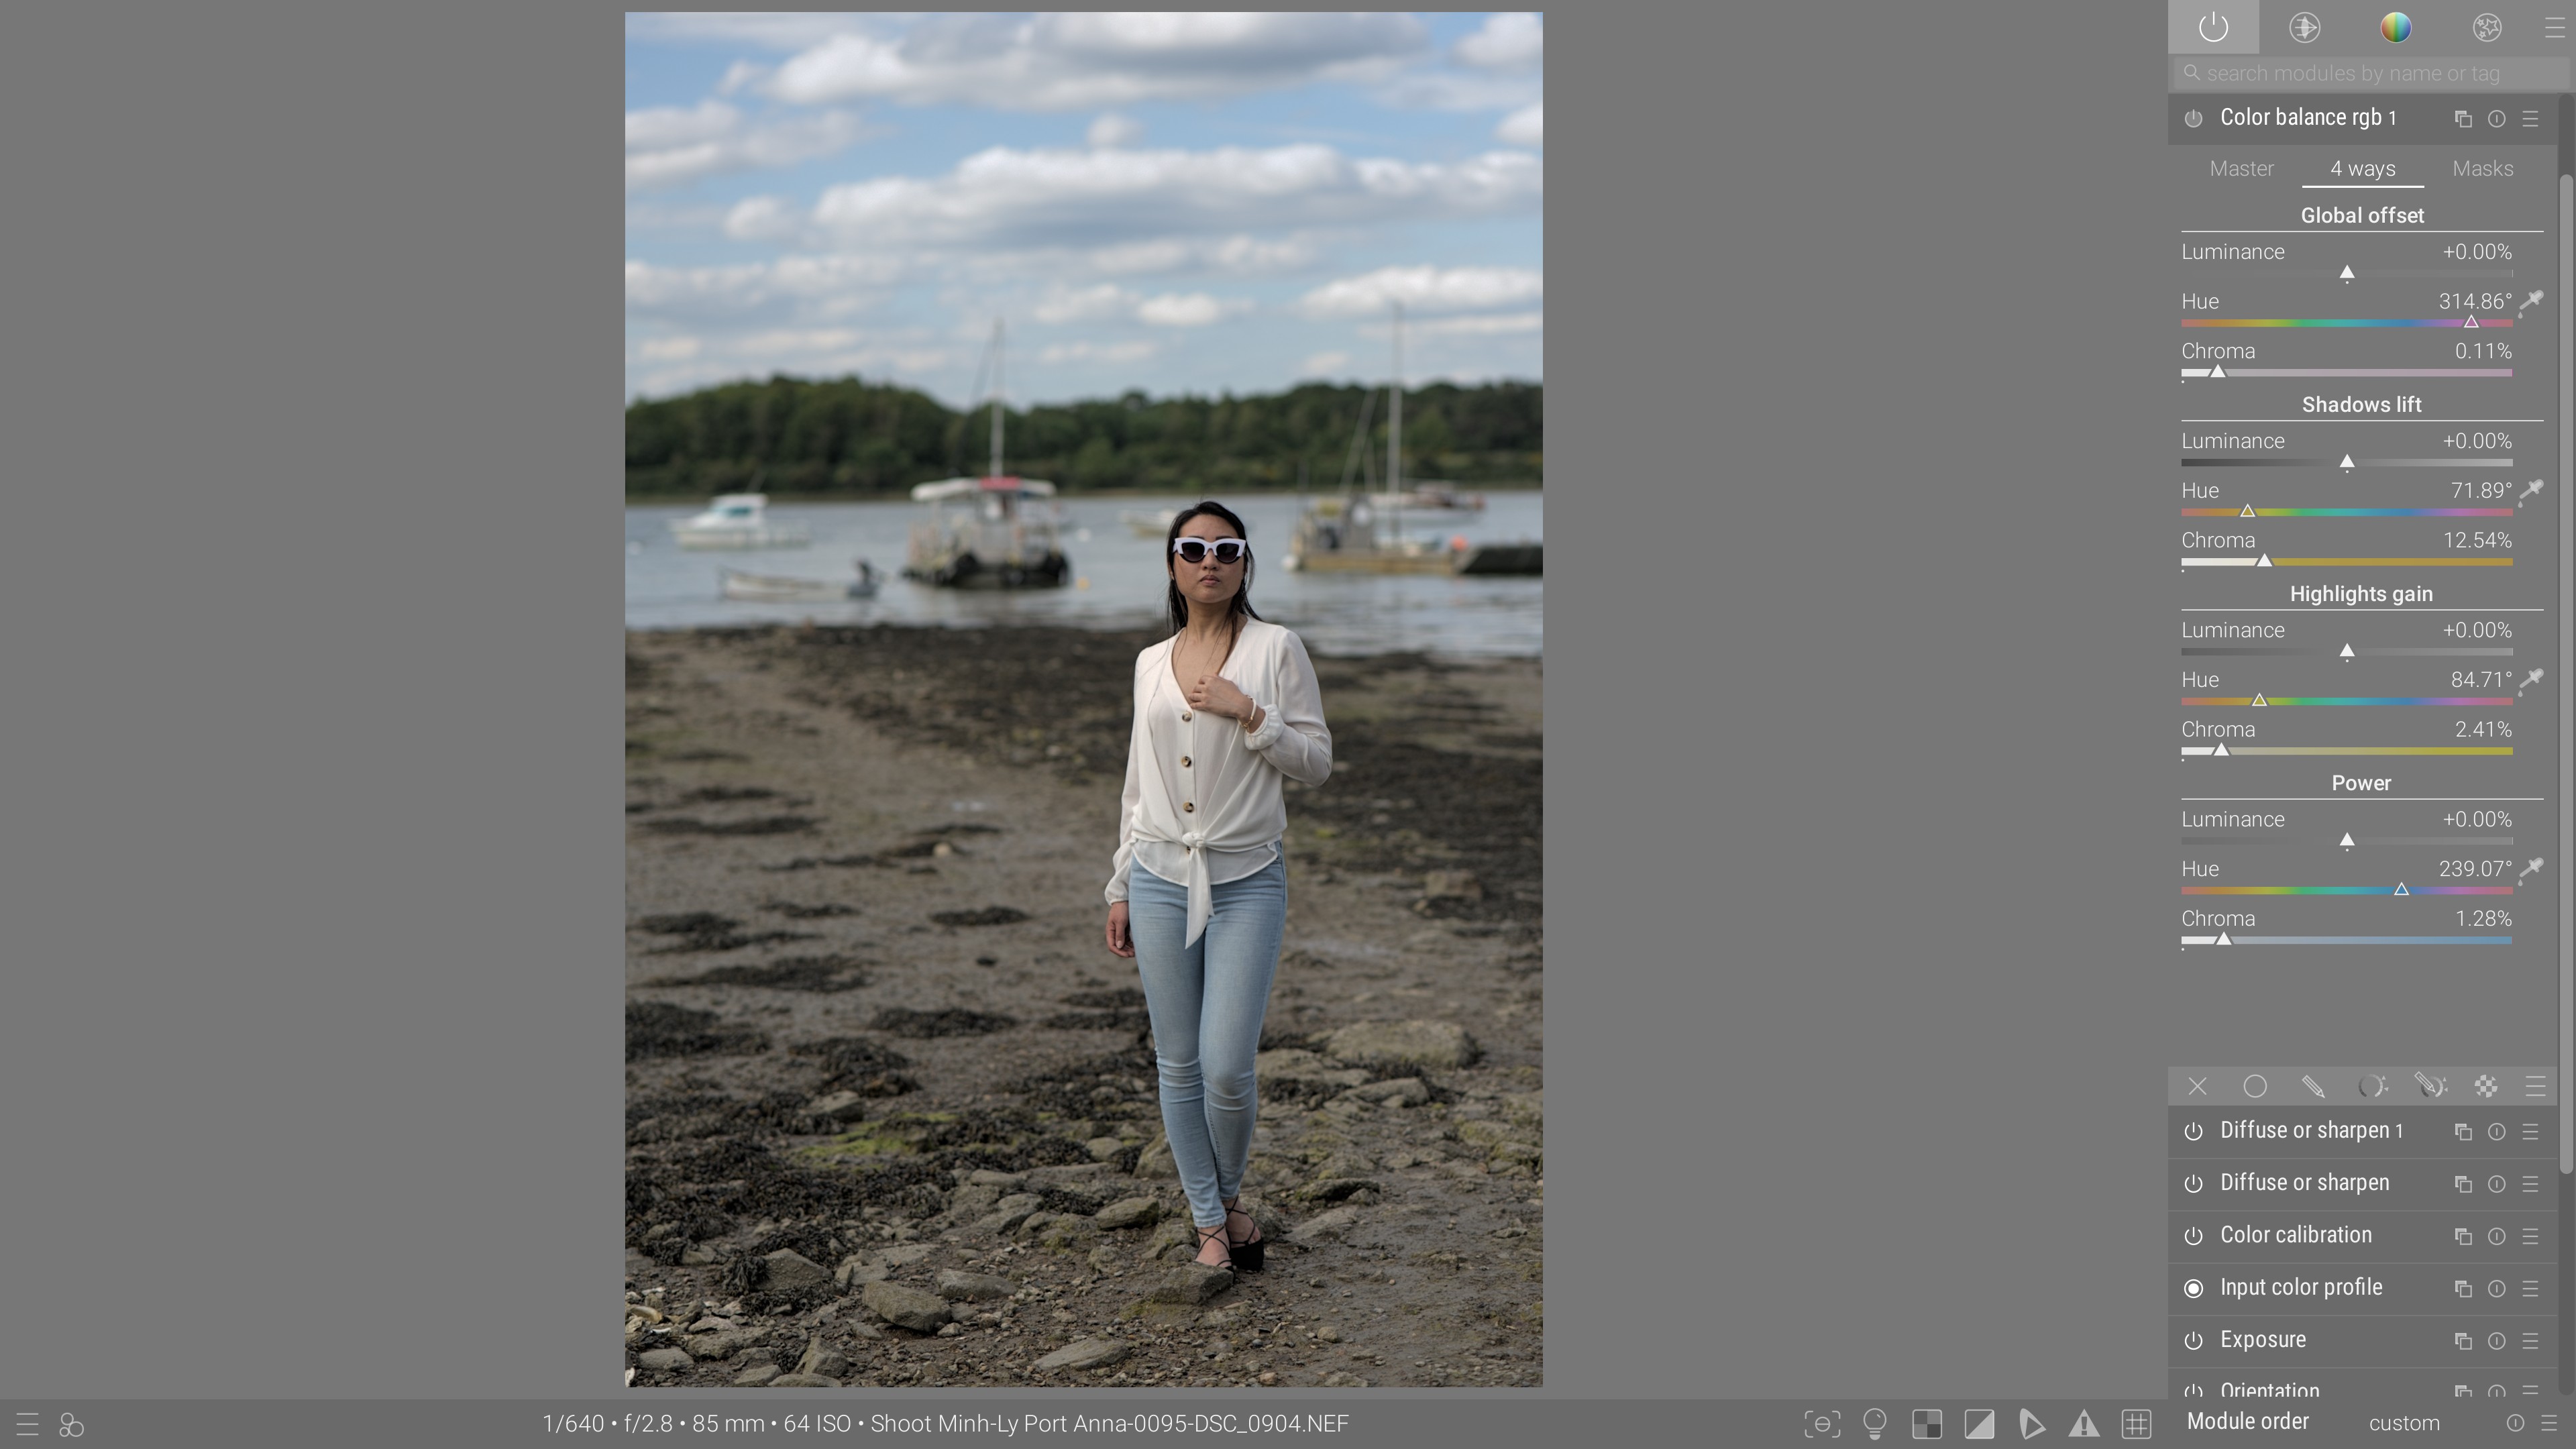 search modules by name or tag
Color balance rgb 1
Master 4 ways Masks
Global offset
Luminance +0.00%
Hue 314.86°
Chroma 0.11%
Shadows lift
Luminance +0.00%
Hue 71.89°
Chroma 12.54%
Highlights gain
Luminance +0.00%
Hue 84.71°
Chroma 2.41%
Power
Luminance +0.00%
Hue 239.07°
Chroma 1.28%
Diffuse or sharpen 1
Diffuse or sharpen
Color calibration
Input color profile
Exposure
Orientation
1/640 • f/2.8 • 85 mm • 64 ISO • Shoot Minh-Ly Port Anna-0095-DSC_0904.NEF
Module order custom